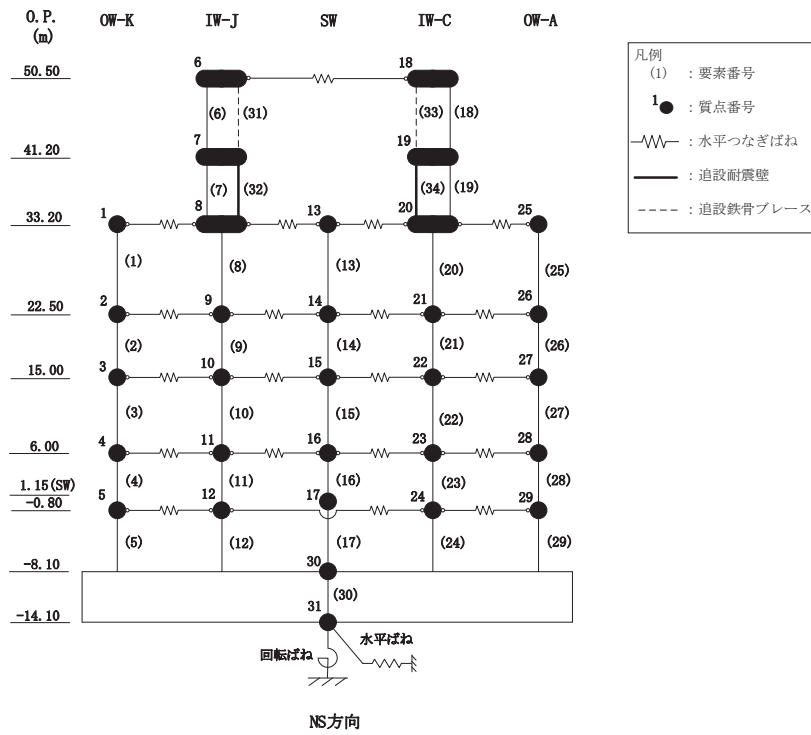 O.P.
(m)
OW-K IW-J SW IW-C OW-A
50.50 6 18
(6) (31) (33) (18)
41.20 7 19
(7) (32) (34) (19)
33.20 1 8 13 20 25
(1) (8) (13) (20) (25)
22.50 2 9 14 21 26
(2) (9) (14) (21) (26)
15.00 3 10 15 22 27
(3) (10) (15) (22) (27)
6.00 4 11 16 23 28
(4) (11) (16) (23) (28)
1.15(SW) 17
-0.80 5 12 24 29
(5) (12) (17) (24) (29)
-8.10 30
(30)
-14.10 31
水平ばね
回転ばね
NS方向
凡例
(1) : 要素番号
1 : 質点番号
: 水平つなぎばね
: 追設耐震壁
: 追設鉄骨ブレース